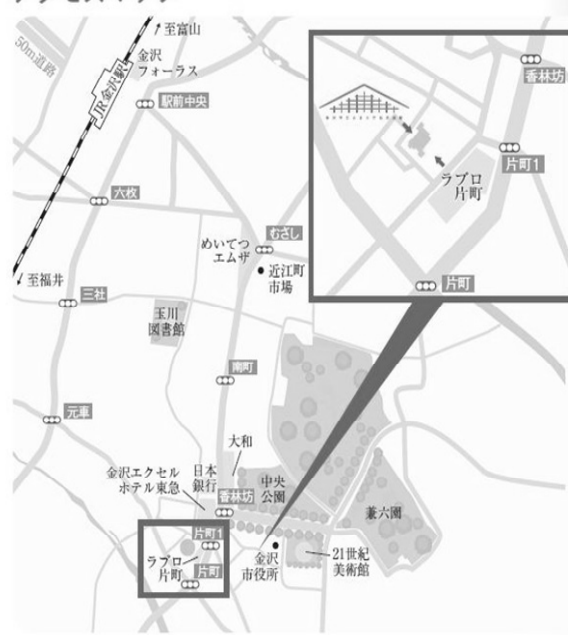 至富山
50m道路
金沢
フォーラス
JR金沢駅
駅前中央
香林坊
片町1
ラブロ
片町
片町
六枚
むさし
めいてつ
エムザ
近江町
市場
至福井
三社
玉川
図書館
南町
元車
大和
金沢エクセル
ホテル東急
日本
銀行
香林坊
中央
公園
兼六園
片町1
ラブロ
片町
片町
金沢
市役所
21世紀
美術館